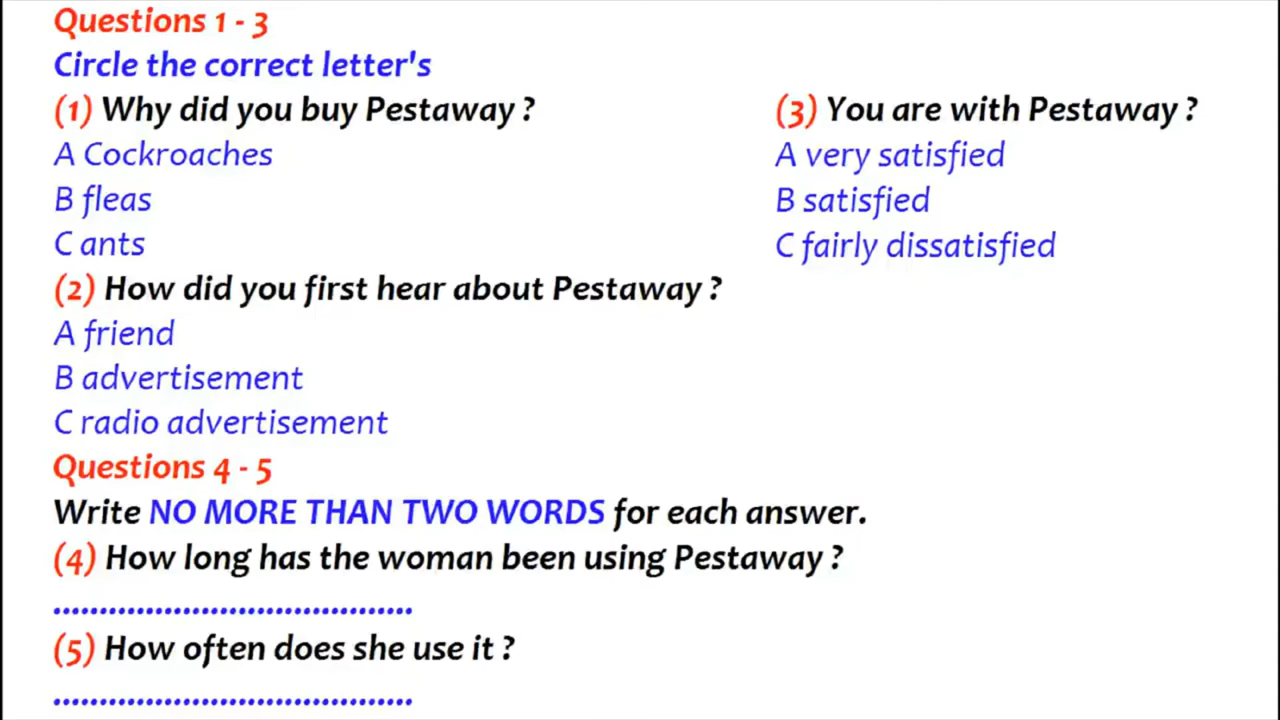 Questions 1 - 3
Circle the correct letter's
(1) Why did you buy Pestaway ?
A Cockroaches
B fleas
C ants
(2) How did you first hear about Pestaway ?
A friend
B advertisement
C radio advertisement
(3) You are with Pestaway ?
A very satisfied
B satisfied
C fairly dissatisfied
Questions 4 - 5
Write NO MORE THAN TWO WORDS for each answer.
(4) How long has the woman been using Pestaway ?
.......................................
(5) How often does she use it ?
.......................................